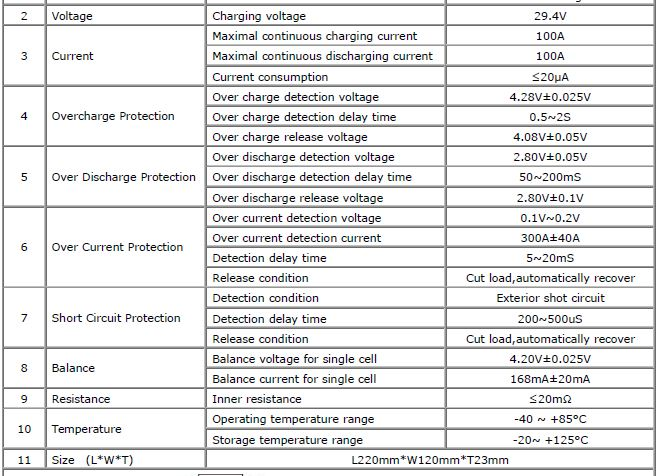 2 Voltage Charging voltage 29.4V
Maximal continuous charging current 100A
3 Current Maximal continuous discharging current 100A
Current consumption ≤20μA
Over charge detection voltage 4.28V±0.025V
4 Overcharge Protection Over charge detection delay time 0.5~2S
Over charge release voltage 4.08V±0.05V
Over discharge detection voltage 2.80V±0.05V
5 Over Discharge Protection Over discharge detection delay time 50~200mS
Over discharge release voltage 2.80V±0.1V
Over current detection voltage 0.1V~0.2V
6 Over Current Protection Over current detection current 300A±40A
Detection delay time 5~20mS
Release condition Cut load,automatically recover
Detection condition Exterior shot circuit
7 Short Circuit Protection Detection delay time 200~500uS
Release condition Cut load,automatically recover
8 Balance Balance voltage for single cell 4.20V±0.025V
Balance current for single cell 168mA±20mA
9 Resistance Inner resistance ≤20mΩ
10 Temperature Operating temperature range -40 ~ +85°C
Storage temperature range -20~ +125°C
11 Size (L*W*T) L220mm*W120mm*T23mm